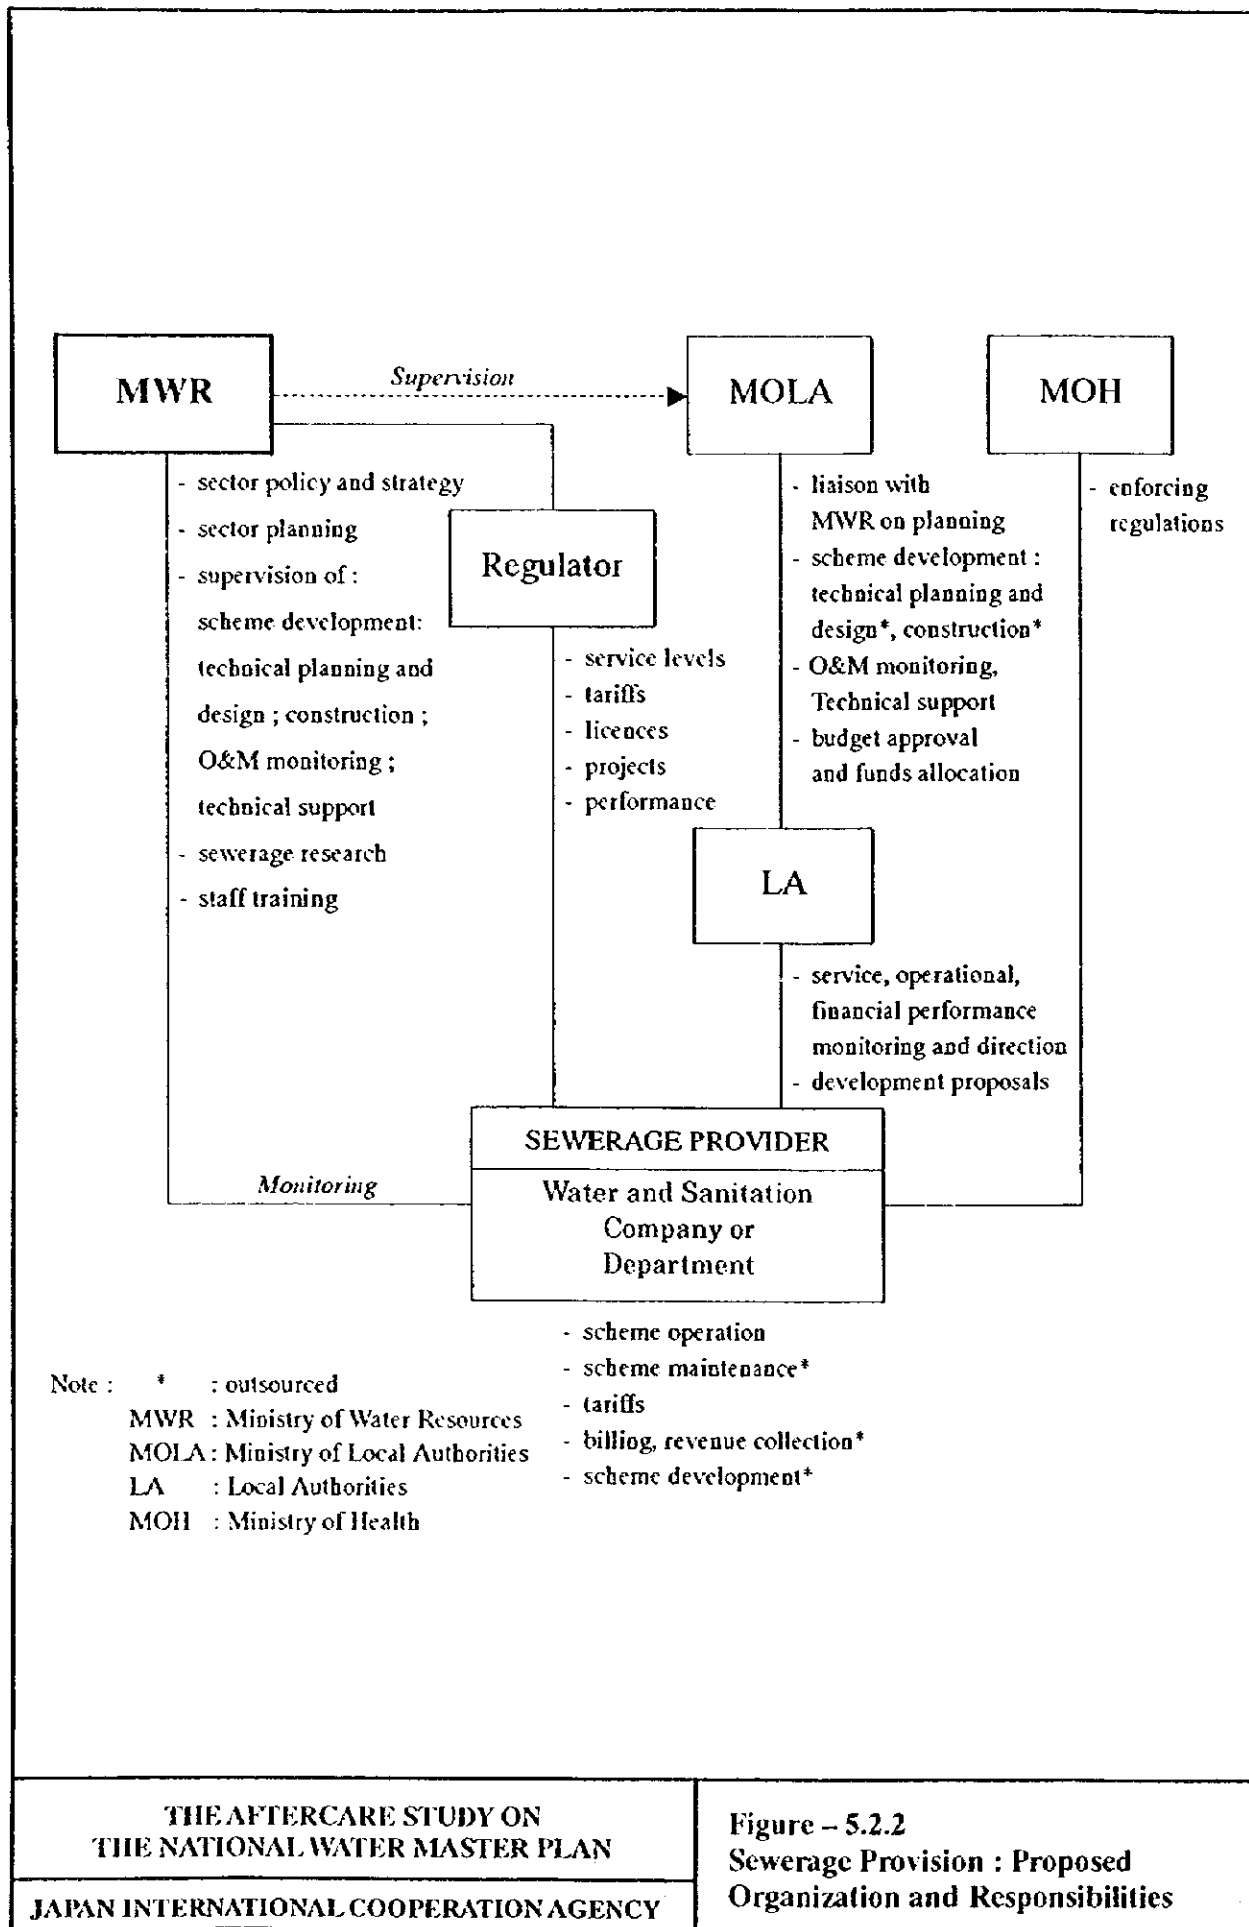 MWR
Supervision
MOLA
MOH
- sector policy and strategy
- sector planning
- supervision of :
scheme development:
technical planning and
design ; construction ;
O&M monitoring ;
technical support
- sewerage research
- staff training
Regulator
- service levels
- tariffs
- licences
- projects
- performance
- liaison with
MWR on planning
- scheme development :
technical planning and
design*, construction*
- O&M monitoring,
Technical support
- budget approval
and funds allocation
- enforcing
regulations
LA
- service, operational,
financial performance
monitoring and direction
- development proposals
Monitoring
SEWERAGE PROVIDER
Water and Sanitation
Company or
Department
- scheme operation
- scheme maintenance*
- tariffs
- billing, revenue collection*
- scheme development*
Note : * : outsourced
MWR : Ministry of Water Resources
MOLA : Ministry of Local Authorities
LA : Local Authorities
MOH : Ministry of Health
THE AFTERCARE STUDY ON
THE NATIONAL WATER MASTER PLAN
JAPAN INTERNATIONAL COOPERATION AGENCY
Figure – 5.2.2
Sewerage Provision : Proposed
Organization and Responsibilities